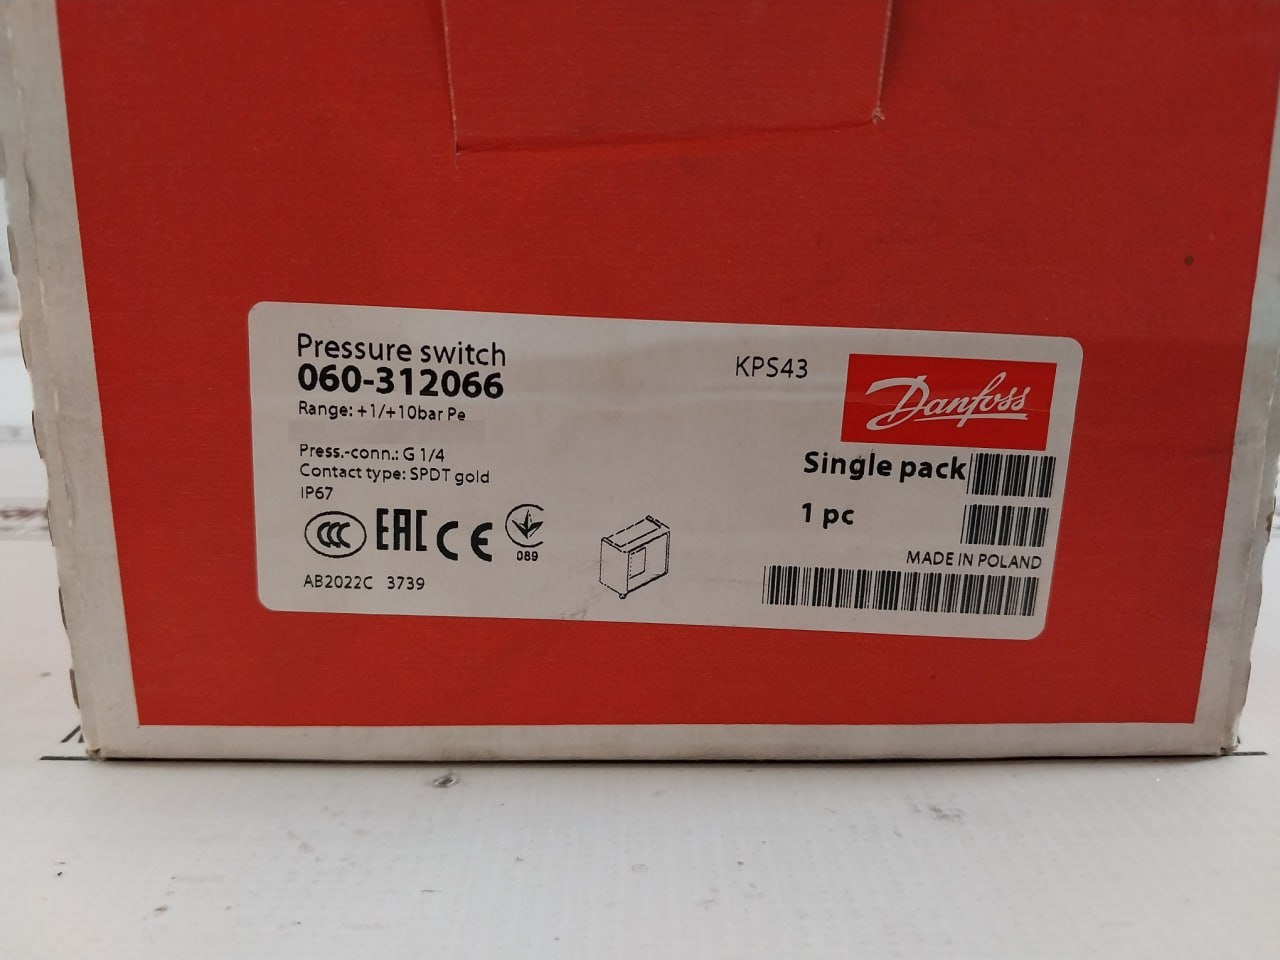 Pressure switch
060-312066
Range: +1/+10bar Pe
Press.-conn.: G 1/4
Contact type: SPDT gold
IP67
CCC EAC CE
089
AB2022C 3739
KPS43
Danfoss
Single pack
1 pc
MADE IN POLAND